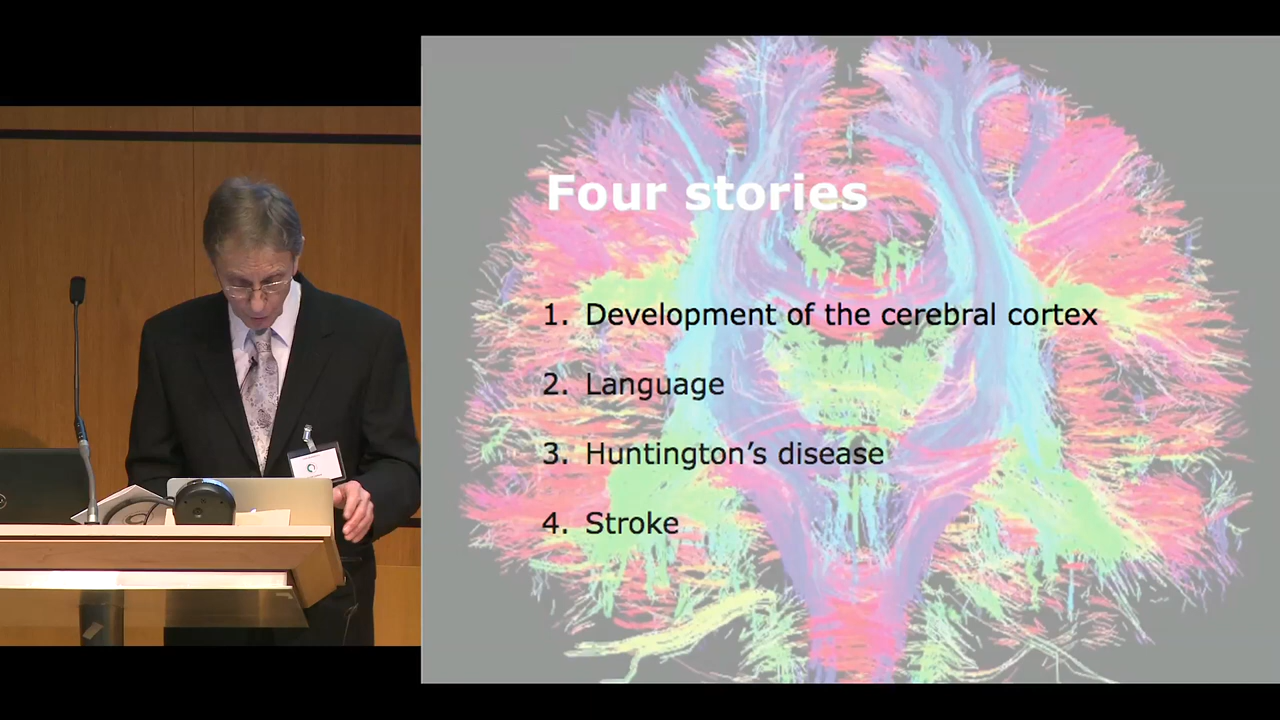 Four stories
1. Development of the cerebral cortex
2. Language
3. Huntington's disease
4. Stroke